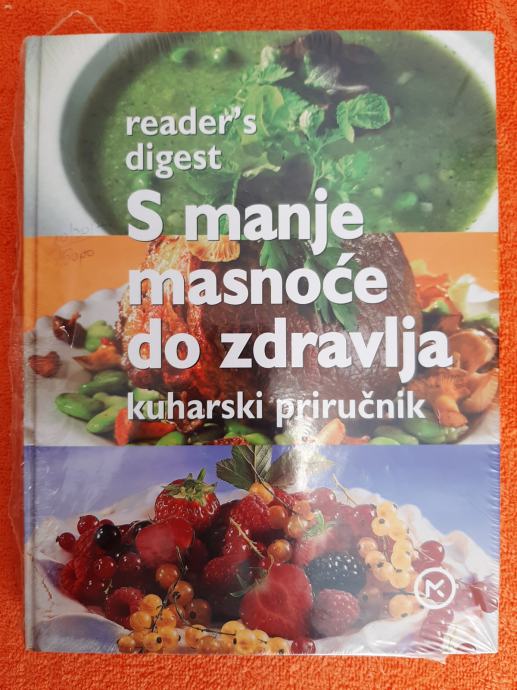 reader's
digest
S manje
masnoće
do zdravlja
kuharski priručnik